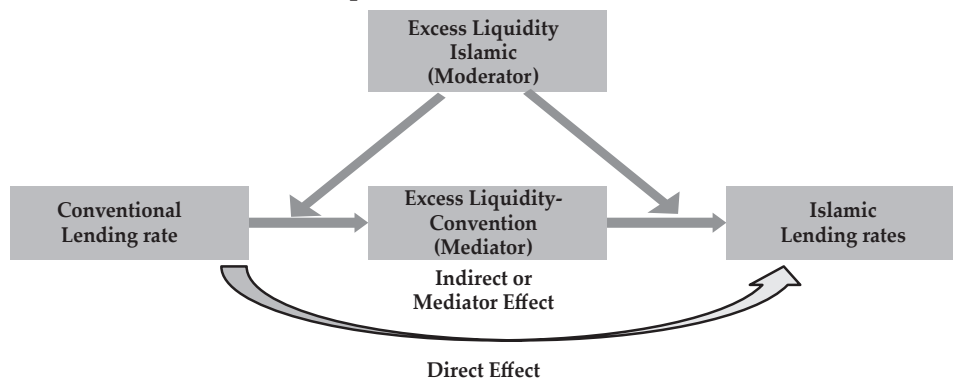 Excess Liquidity
Islamic
(Moderator)
Conventional
Lending rate
Excess Liquidity-
Convention
(Mediator)
Islamic
Lending rates
Indirect or
Mediator Effect
Direct Effect